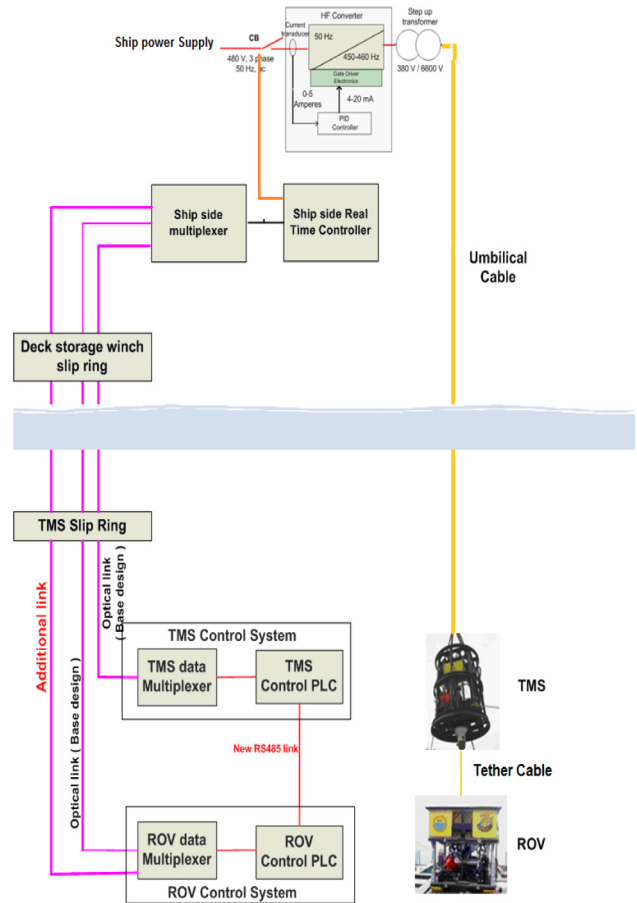 HF Converter
Step up
transformer
Ship power Supply
CB
Current
transducer
50 Hz
450-460 Hz
480 V, 3 phase
Gate Driver
Electronics
380 V / 6600 V
0-5
Amperes
4-20 mA
PID
Controller
Ship side
multiplexer
Ship side Real
Time Controller
Umbilical
Cable
Deck storage winch
slip ring
TMS Slip Ring
Additional link
Optical link ( Base design )
Optical link
( Base design )
TMS Control System
TMS data
Multiplexer
TMS
Control PLC
TMS
New RS485 link
Tether Cable
ROV data
Multiplexer
ROV
Control PLC
ROV
ROV Control System